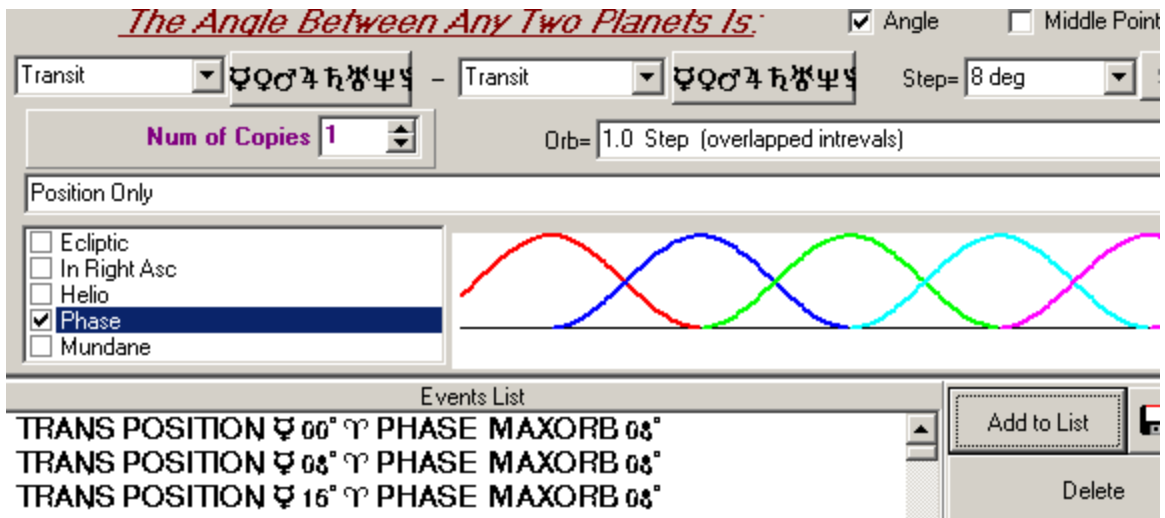 The Angle Between Any Two Planets Is: Angle Middle Point
Transit ☿♀♂♃♄♅♆ - Transit ☿♀♂♃♄♅♆ Step= 8 deg
Num of Copies 1 Orb= 1.0 Step (overlapped intrevals)
Position Only
Ecliptic
In Right Asc
Helio
Phase
Mundane
Events List
Add to List
TRANS POSITION ☿ 00° ♈ PHASE MAXORB 08°
TRANS POSITION ☿ 08° ♈ PHASE MAXORB 08°
TRANS POSITION ☿ 16° ♈ PHASE MAXORB 08°
Delete